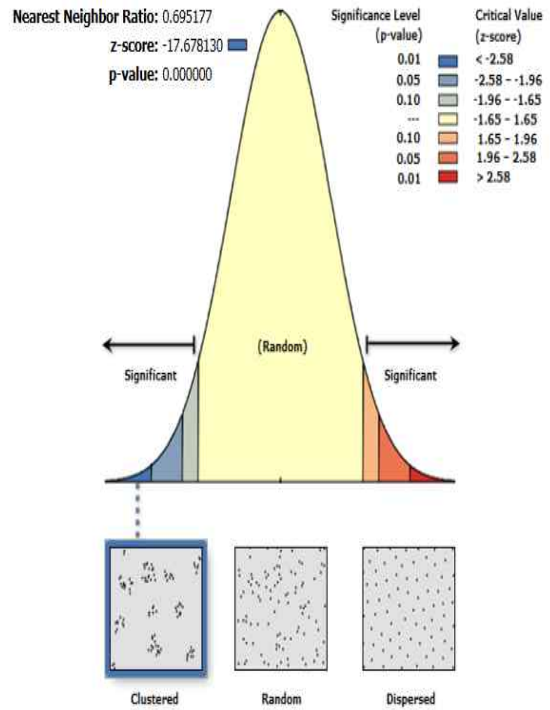 Nearest Neighbor Ratio: 0.695177
z-score: -17.678130
p-value: 0.000000
Significance Level
(p-value)
Critical Value
(z-score)
0.01 < -2.58
0.05 -2.58 - -1.96
0.10 -1.96 - -1.65
--- -1.65 - 1.65
0.10 1.65 - 1.96
0.05 1.96 - 2.58
0.01 > 2.58
Significant
(Random)
Significant
Clustered
Random
Dispersed